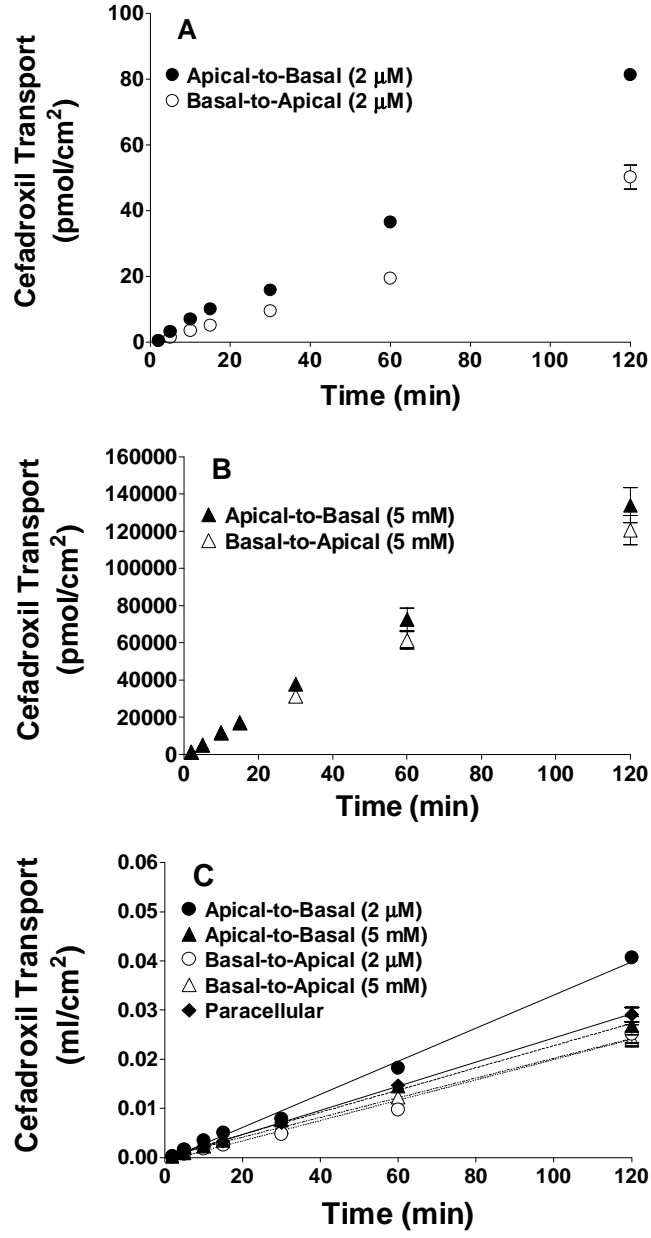 A
Apical-to-Basal (2 μM)
Basal-to-Apical (2 μM)
Cefadroxil Transport
(pmol/cm²)
100
80
60
40
20
0
0 20 40 60 80 100 120
Time (min)
B
Apical-to-Basal (5 mM)
Basal-to-Apical (5 mM)
Cefadroxil Transport
(pmol/cm²)
160000
140000
120000
100000
80000
60000
40000
20000
0
0 20 40 60 80 100 120
Time (min)
C
Apical-to-Basal (2 μM)
Apical-to-Basal (5 mM)
Basal-to-Apical (2 μM)
Basal-to-Apical (5 mM)
Paracellular
Cefadroxil Transport
(ml/cm²)
0.06
0.05
0.04
0.03
0.02
0.01
0.00
0 20 40 60 80 100 120
Time (min)